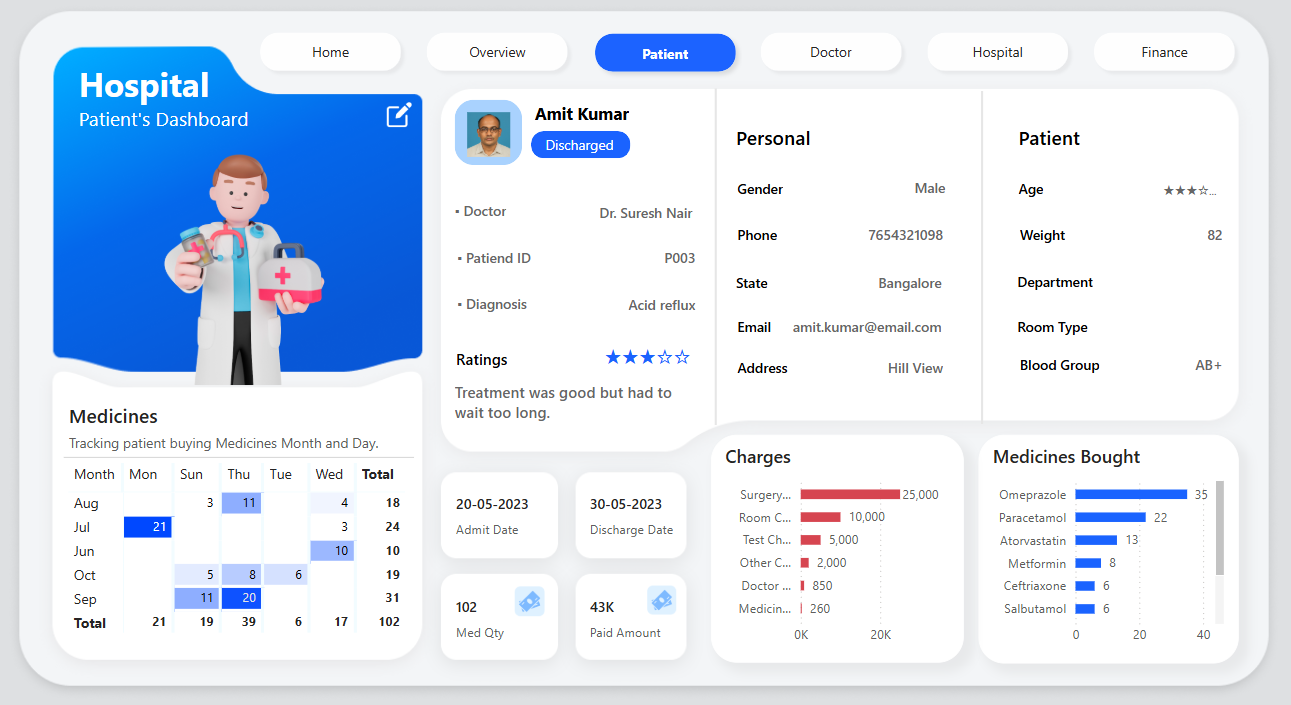 Home
Overview
Patient
Doctor
Hospital
Finance
Hospital
Patient's Dashboard
Amit Kumar
Discharged
▪ Doctor Dr. Suresh Nair
▪ Patiend ID P003
▪ Diagnosis Acid reflux
Ratings ★★★☆☆
Treatment was good but had to
wait too long.
Personal
Gender Male
Phone 7654321098
State Bangalore
Email amit.kumar@email.com
Address Hill View
Patient
Age ★★★☆...
Weight 82
Department
Room Type
Blood Group AB+
Medicines
Tracking patient buying Medicines Month and Day.
Month Mon Sun Thu Tue Wed Total
Aug 3 11 4 18
Jul 21 3 24
Jun 10 10
Oct 5 8 6 19
Sep 11 20 31
Total 21 19 39 6 17 102
20-05-2023
Admit Date
30-05-2023
Discharge Date
102
Med Qty
43K
Paid Amount
Charges
Surgery... 25,000
Room C... 10,000
Test Ch... 5,000
Other C... 2,000
Doctor ... 850
Medicin... 260
0K 20K
Medicines Bought
Omeprazole 35
Paracetamol 22
Atorvastatin 13
Metformin 8
Ceftriaxone 6
Salbutamol 6
0 20 40